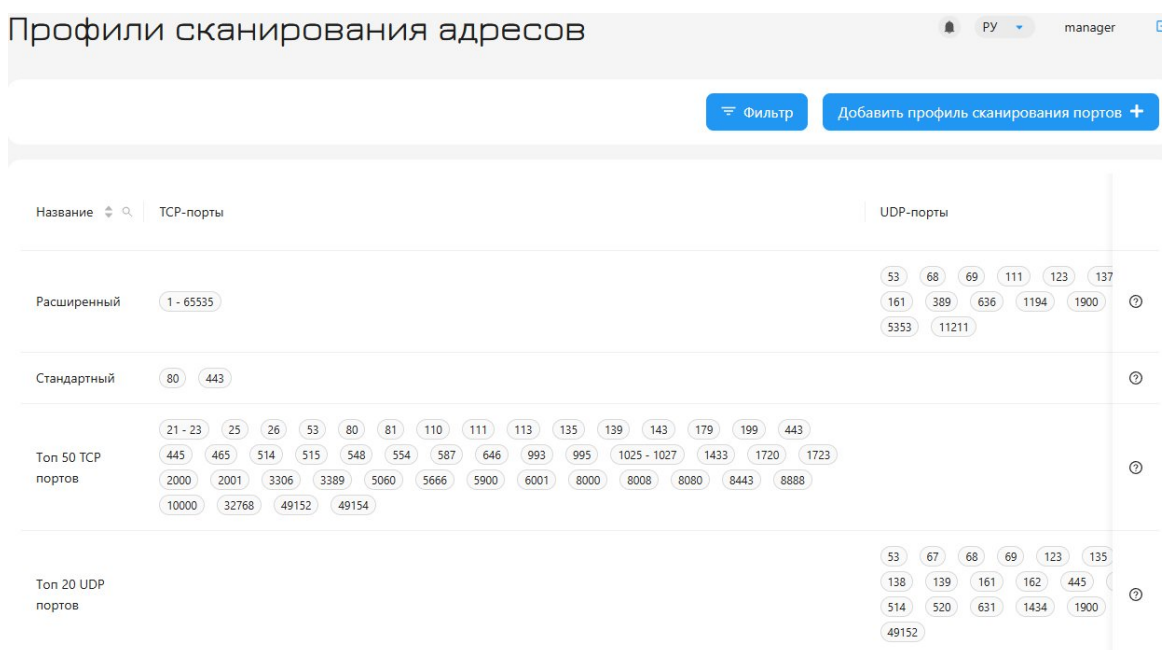 Профили сканирования адресов
РУ
manager
Фильтр
Добавить профиль сканирования портов +
Название TCP-порты UDP-порты
Расширенный
1 - 65535
53 68 69 111 123 137
161 389 636 1194 1900
5353 11211
Стандартный
80 443
Топ 50 TCP
портов
21 - 23 25 26 53 80 81 110 111 113 135 139 143 179 199 443
445 465 514 515 548 554 587 646 993 995 1025 - 1027 1433 1720 1723
2000 2001 3306 3389 5060 5666 5900 6001 8000 8008 8080 8443 8888
10000 32768 49152 49154
Топ 20 UDP
портов
53 67 68 69 123 135
138 139 161 162 445
514 520 631 1434 1900
49152